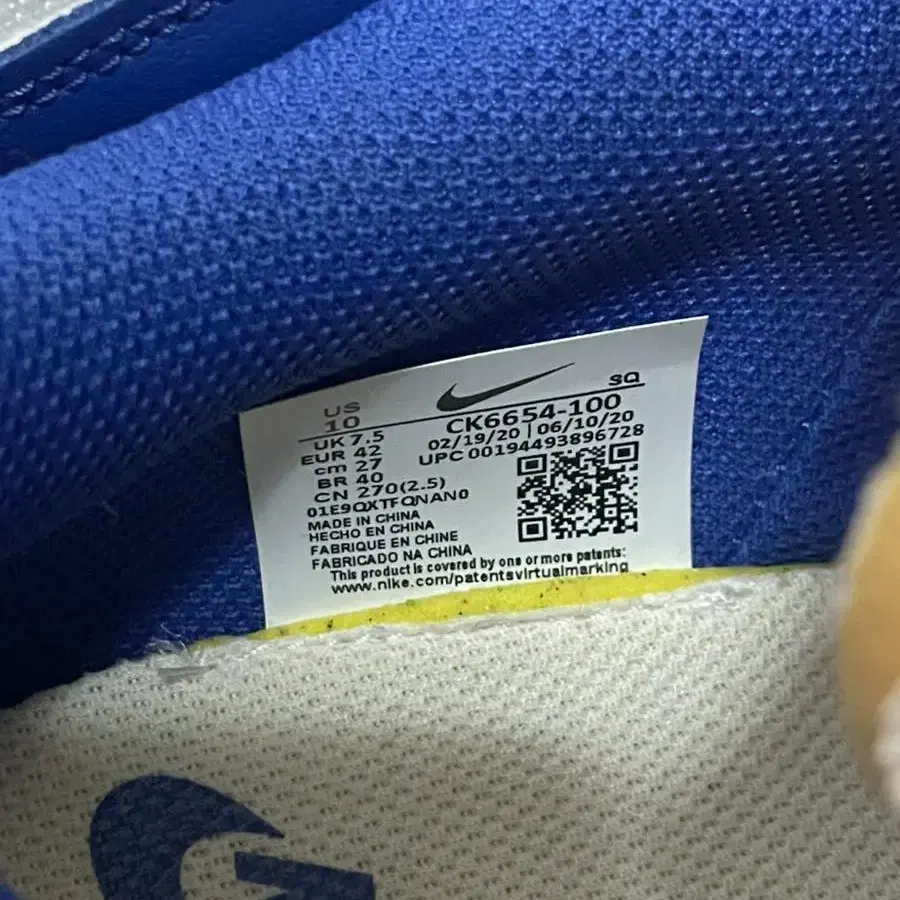 US
10
UK 7.5
EUR 42
cm 27
BR 40
CN 270(2.5)
SQ
CK6654-100
02/19/20 | 06/10/20
UPC 00194493896728
01E9QXTFQNAN0
MADE IN CHINA
HECHO EN CHINA
FABRIQUE EN CHINE
FABRICADO NA CHINA
This product is covered by one or more patents:
www.nike.com/patentsvirtualmarking